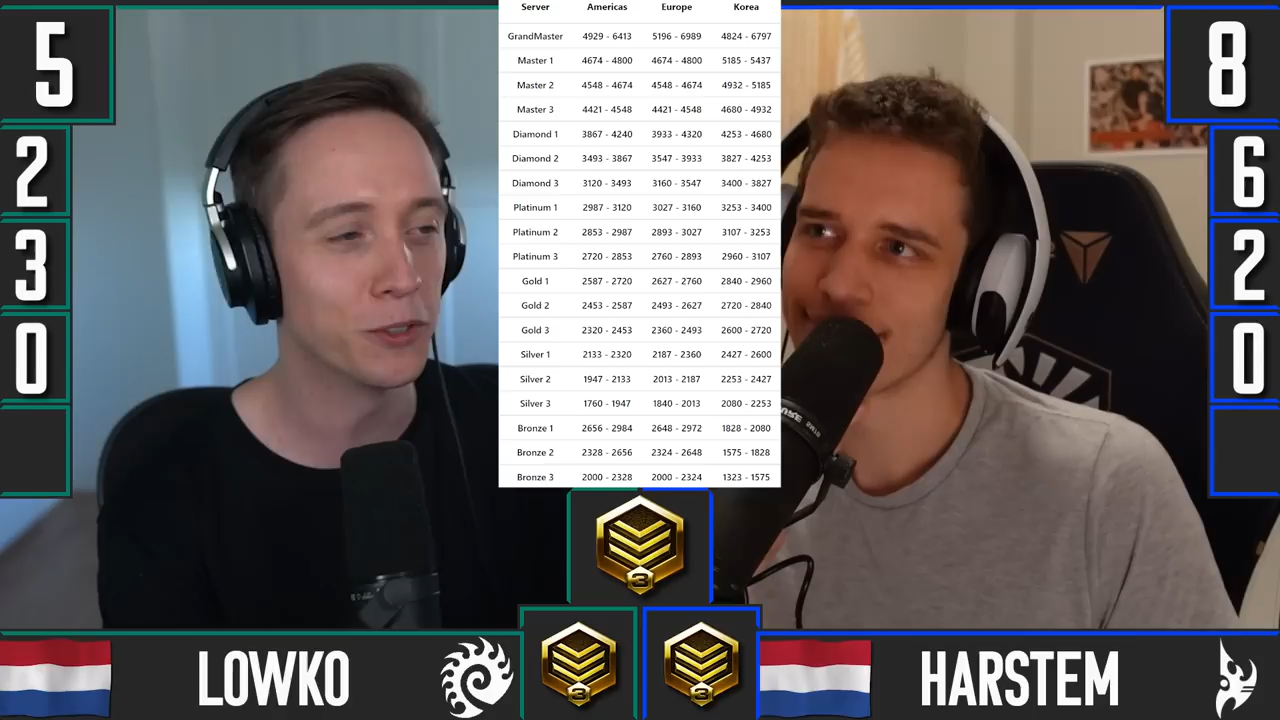 5
2
3
0
Server Americas Europe Korea
GrandMaster 4929 - 6413 5196 - 6989 4824 - 6797
Master 1 4674 - 4800 4674 - 4800 5185 - 5437
Master 2 4548 - 4674 4548 - 4674 4932 - 5185
Master 3 4421 - 4548 4421 - 4548 4680 - 4932
Diamond 1 3867 - 4240 3933 - 4320 4253 - 4680
Diamond 2 3493 - 3867 3547 - 3933 3827 - 4253
Diamond 3 3120 - 3493 3160 - 3547 3400 - 3827
Platinum 1 2987 - 3120 3027 - 3160 3253 - 3400
Platinum 2 2853 - 2987 2893 - 3027 3107 - 3253
Platinum 3 2720 - 2853 2760 - 2893 2960 - 3107
Gold 1 2587 - 2720 2627 - 2760 2840 - 2960
Gold 2 2453 - 2587 2493 - 2627 2720 - 2840
Gold 3 2320 - 2453 2360 - 2493 2600 - 2720
Silver 1 2133 - 2320 2187 - 2360 2427 - 2600
Silver 2 1947 - 2133 2013 - 2187 2253 - 2427
Silver 3 1760 - 1947 1840 - 2013 2080 - 2253
Bronze 1 2656 - 2984 2648 - 2972 1828 - 2080
Bronze 2 2328 - 2656 2324 - 2648 1575 - 1828
Bronze 3 2000 - 2328 2000 - 2324 1323 - 1575
8
6
2
0
3
3
3
LOWKO
HARSTEM